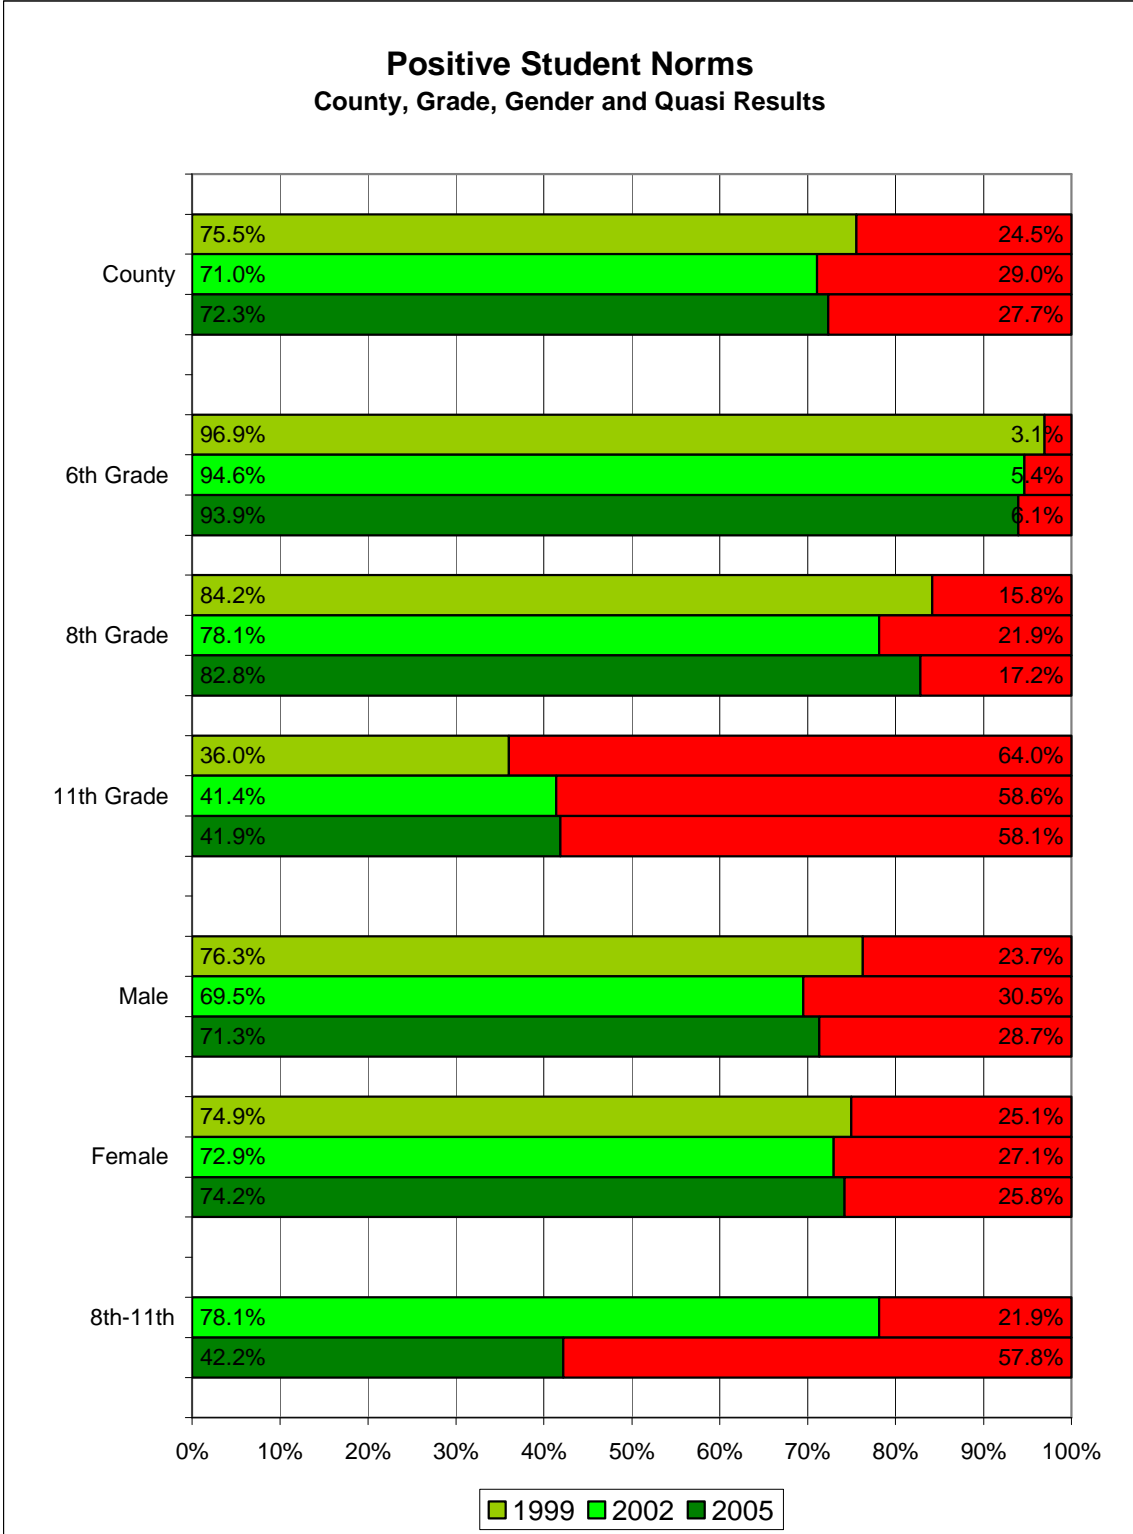 Positive Student Norms
County, Grade, Gender and Quasi Results
75.5% 24.5%
County 71.0% 29.0%
72.3% 27.7%
96.9% 3.1%
6th Grade 94.6% 5.4%
93.9% 6.1%
84.2% 15.8%
8th Grade 78.1% 21.9%
82.8% 17.2%
36.0% 64.0%
11th Grade 41.4% 58.6%
41.9% 58.1%
76.3% 23.7%
Male 69.5% 30.5%
71.3% 28.7%
74.9% 25.1%
Female 72.9% 27.1%
74.2% 25.8%
8th-11th 78.1% 21.9%
42.2% 57.8%
0% 10% 20% 30% 40% 50% 60% 70% 80% 90% 100%
1999 2002 2005